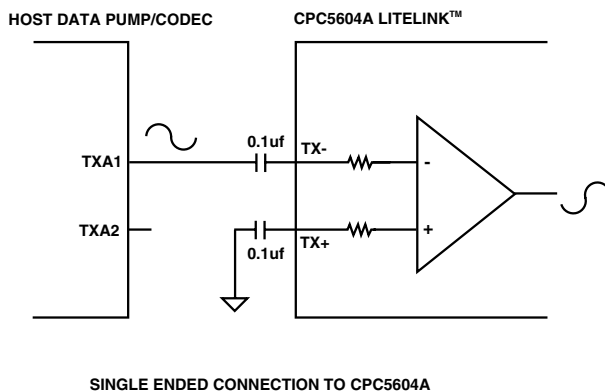 HOST DATA PUMP/CODEC
CPC5604A LITELINK™
0.1uf
TX-
TXA1
-
TXA2
+
0.1uf
TX+
SINGLE ENDED CONNECTION TO CPC5604A